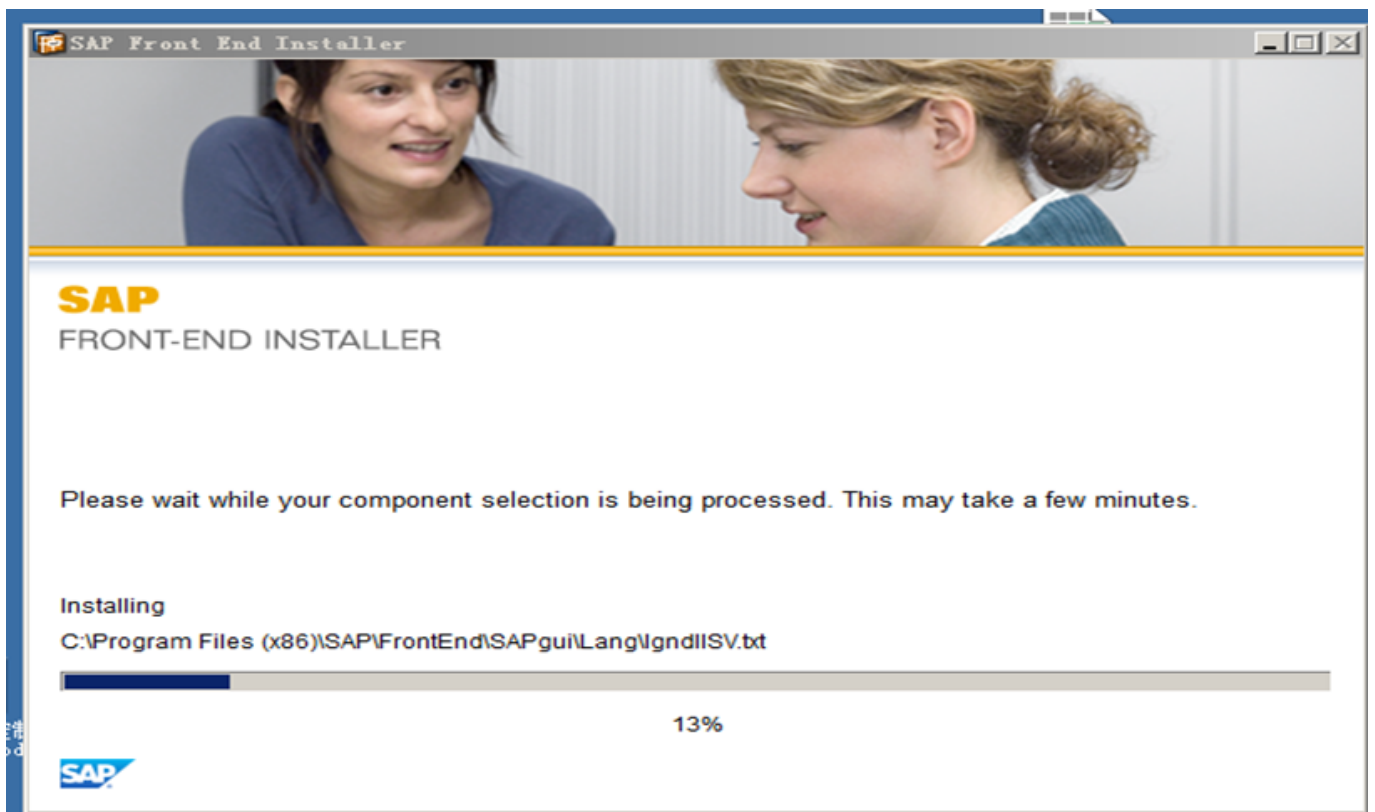 SAP Front End Installer
SAP
FRONT-END INSTALLER
Please wait while your component selection is being processed. This may take a few minutes.
Installing
C:\Program Files (x86)\SAP\FrontEnd\SAPgui\Lang\lgndllSV.txt
13%
SAP